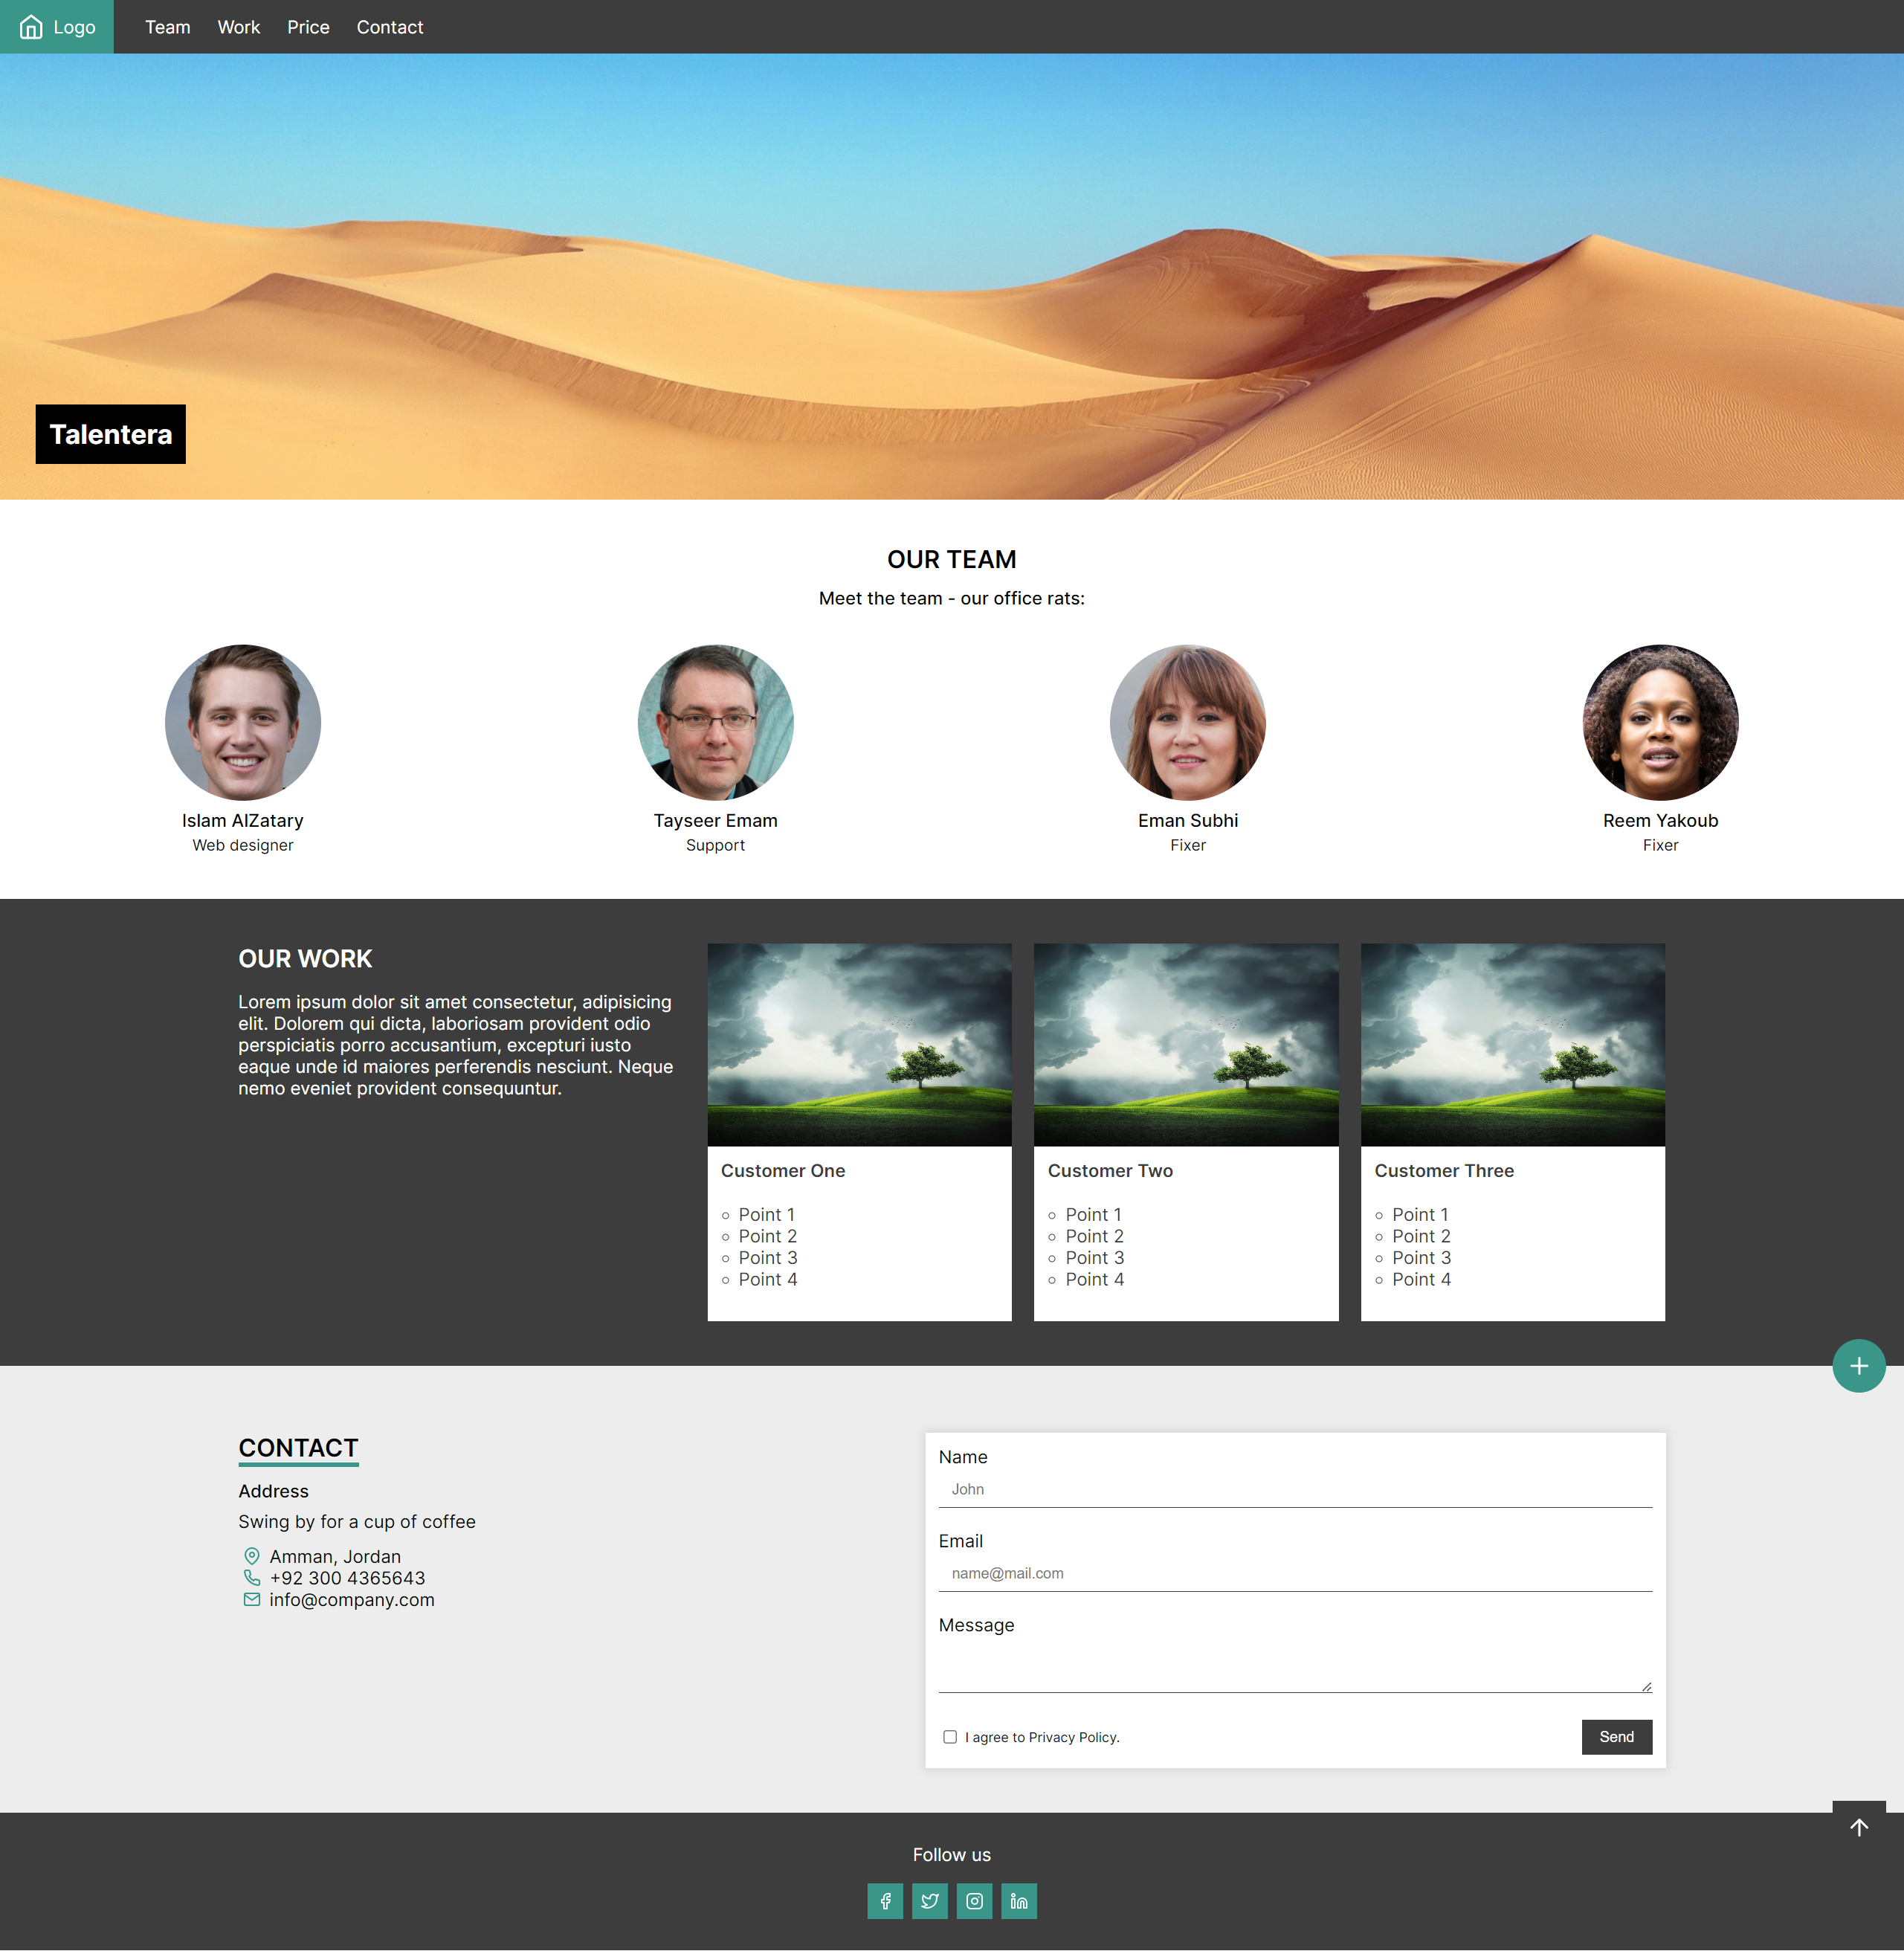 Logo
Team
Work
Price
Contact
Talentera
OUR TEAM
Meet the team - our office rats:
Islam AlZatary
Web designer
Tayseer Emam
Support
Eman Subhi
Fixer
Reem Yakoub
Fixer
OUR WORK
Lorem ipsum dolor sit amet consectetur, adipisicing
elit. Dolorem qui dicta, laboriosam provident odio
perspiciatis porro accusantium, excepturi iusto
eaque unde id maiores perferendis nesciunt. Neque
nemo eveniet provident consequuntur.
Customer One
Point 1
Point 2
Point 3
Point 4
Customer Two
Point 1
Point 2
Point 3
Point 4
Customer Three
Point 1
Point 2
Point 3
Point 4
CONTACT
Address
Swing by for a cup of coffee
Amman, Jordan
+92 300 4365643
info@company.com
Name
John
Email
name@mail.com
Message
I agree to Privacy Policy.
Send
Follow us